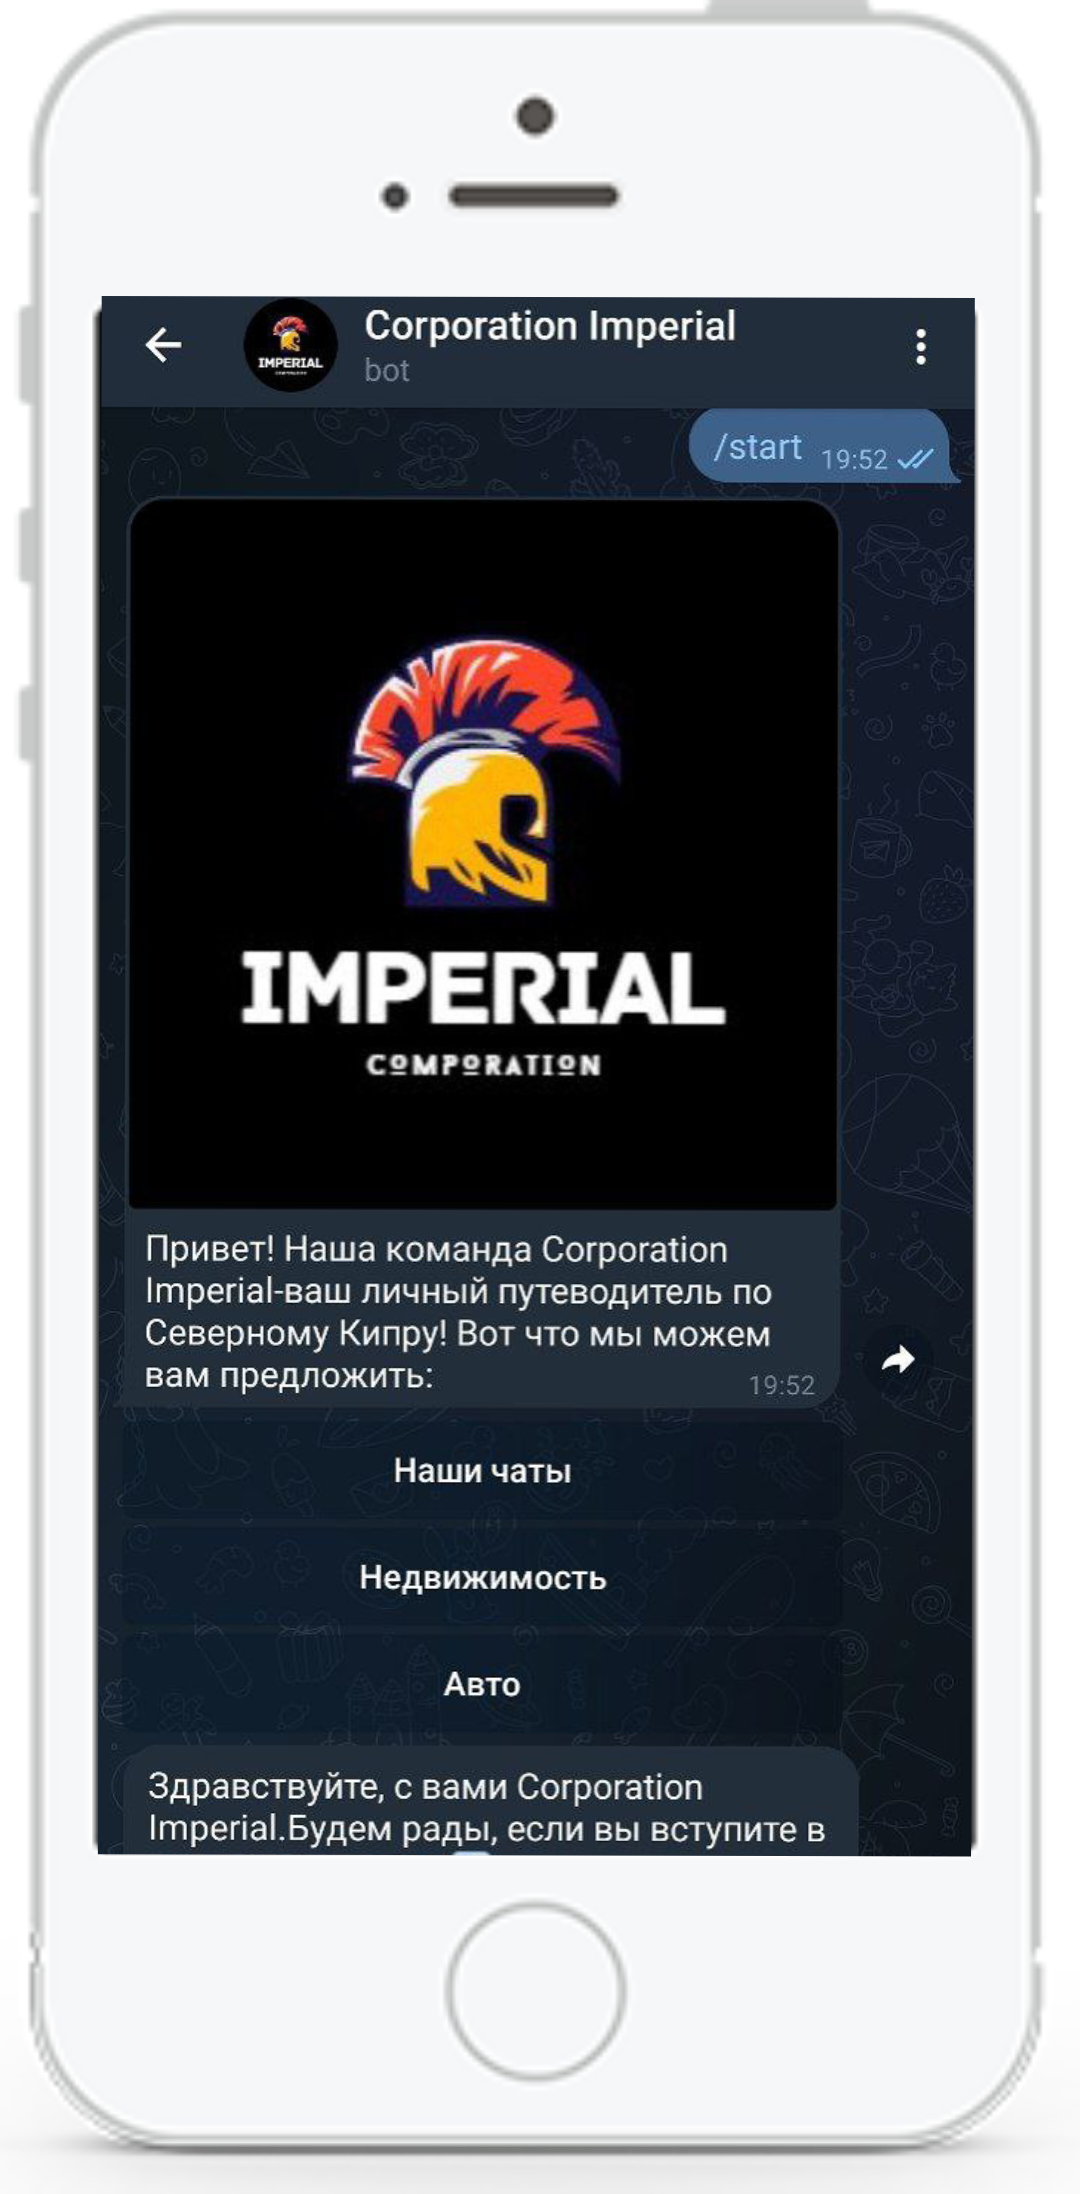 Corporation Imperial
IMPERIAL
bot
/start 19:52
IMPERIAL
COMPORATION
Привет! Наша команда Corporation
Imperial-ваш личный путеводитель по
Северному Кипру! Вот что мы можем
вам предложить:
19:52
Наши чаты
Недвижимость
Авто
Здравствуйте, с вами Corporation
Imperial.Будем рады, если вы вступите в